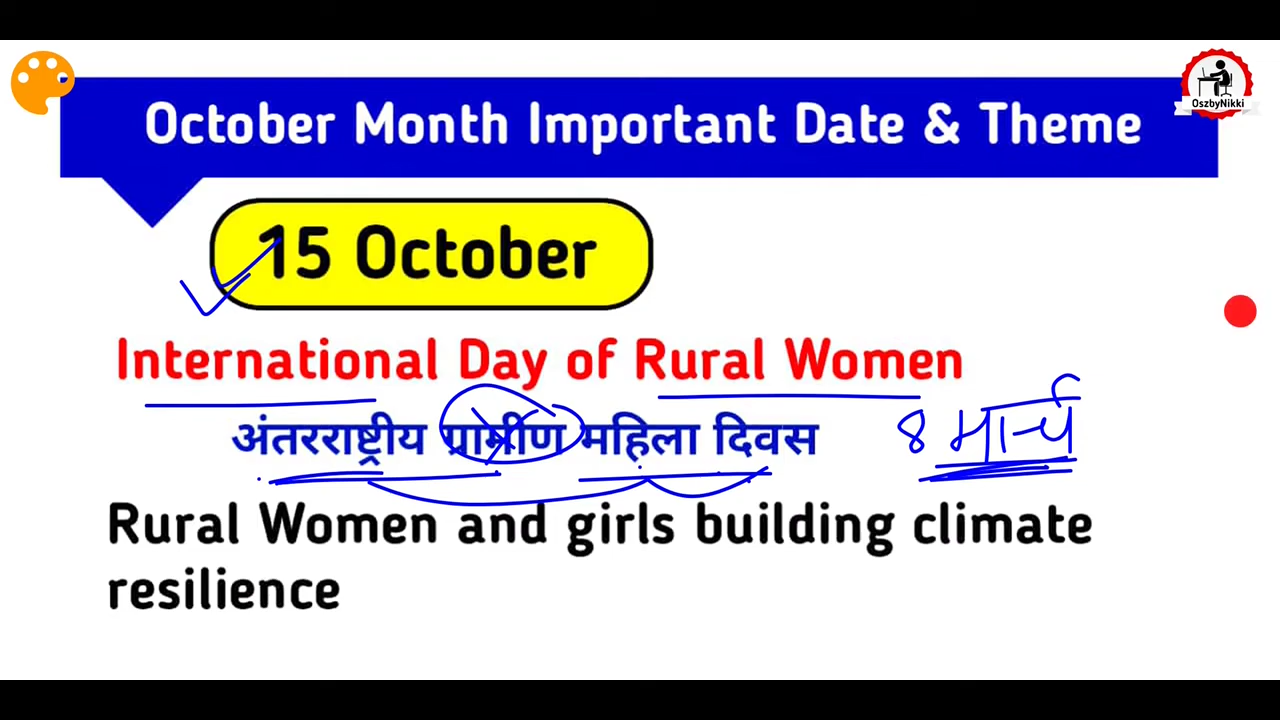 October Month Important Date & Theme
OszbyNikki
15 October
International Day of Rural Women
अंतरराष्ट्रीय ग्रामीण महिला दिवस
8 मार्च
Rural Women and girls building climate
resilience